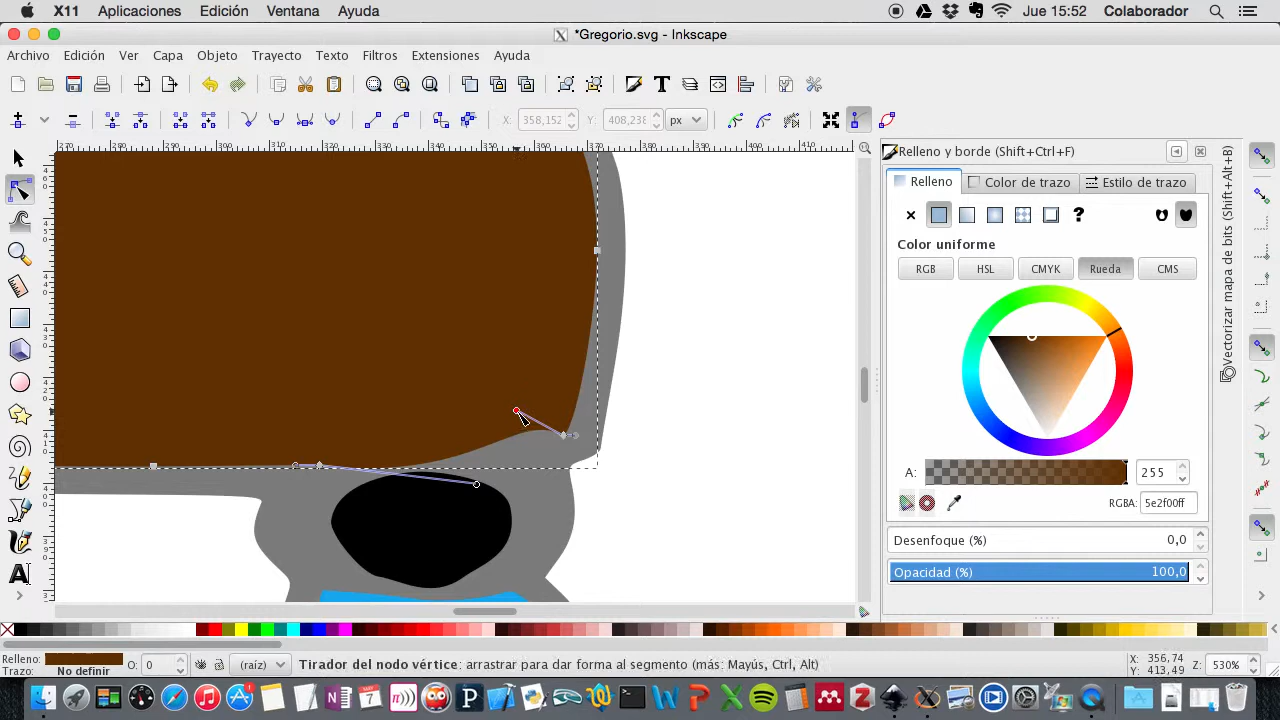 X11 Aplicaciones Edición Ventana Ayuda Jue 15:52 Colaborador
*Gregorio.svg - Inkscape
Archivo Edición Ver Capa Objeto Trayecto Texto Filtros Extensiones Ayuda
X: 358,152 Y: 408,238 px
Relleno y borde (Shift+Ctrl+F)
Relleno Color de trazo Estilo de trazo
Color uniforme
RGB HSL CMYK Rueda CMS
A: 255
RGBA: 5e2f00ff
Desenfoque (%) 0,0
Opacidad (%) 100,0
Vectorizar mapa de bits (Shift+Alt+B)
Relleno: Trazo: No definir O: 0 (raíz) Tirador del nodo vértice: arrastrar para dar forma al segmento (más: Mayús, Ctrl, Alt) X: 356,74 Y: 413,49 Z: 530%